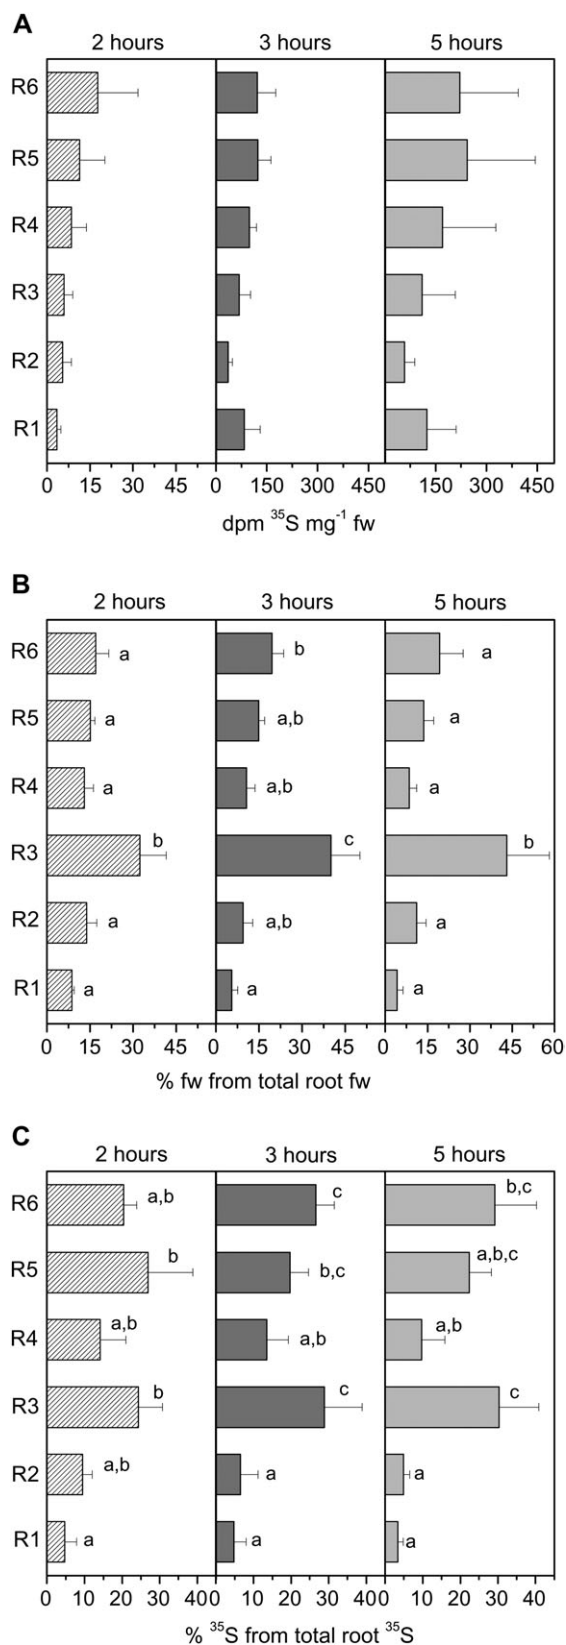 A
2 hours 3 hours 5 hours
R6
R5
R4
R3
R2
R1
0 15 30 45 0 150 300 450 0 150 300 450
dpm ³⁵S mg⁻¹ fw
B
2 hours 3 hours 5 hours
R6 a b a
R5 a a,b a
R4 a a,b a
R3 b c b
R2 a a,b a
R1 a a a
0 15 30 45 0 15 30 45 0 15 30 45 60
% fw from total root fw
C
2 hours 3 hours 5 hours
R6 a,b c b,c
R5 b b,c a,b,c
R4 a,b a,b a,b
R3 b c c
R2 a,b a a
R1 a a a
0 10 20 30 40 0 10 20 30 40 0 10 20 30 40
% ³⁵S from total root ³⁵S